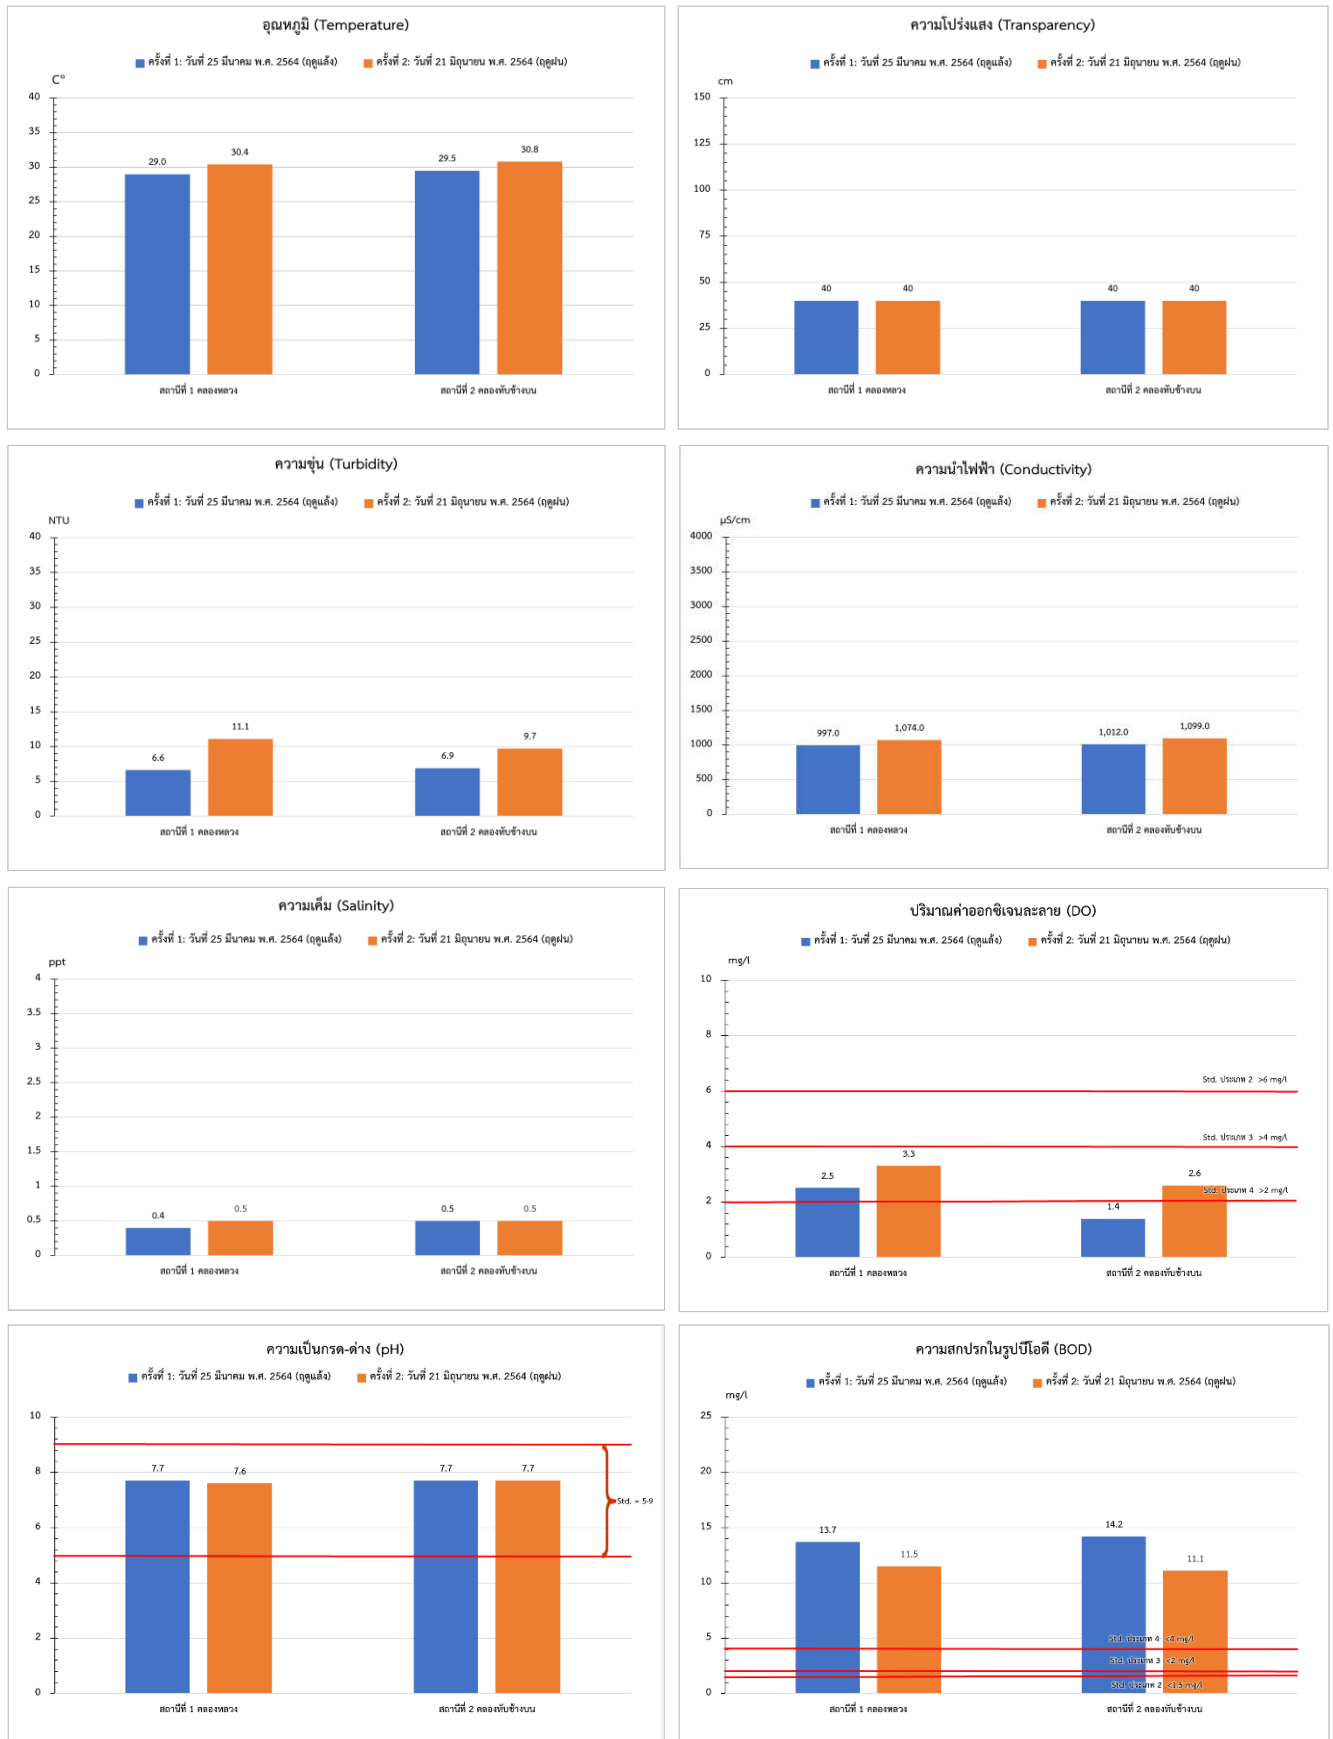 อุณหภูมิ (Temperature)
ครั้งที่ 1: วันที่ 25 มีนาคม พ.ศ. 2564 (ฤดูแล้ง) ครั้งที่ 2: วันที่ 21 มิถุนายน พ.ศ. 2564 (ฤดูฝน)
C°
40
35
30
25
20
15
10
5
0
29.0 30.4 29.5 30.8
สถานีที่ 1 คลองหลวง สถานีที่ 2 คลองทับช้างบน
ความโปร่งแสง (Transparency)
ครั้งที่ 1: วันที่ 25 มีนาคม พ.ศ. 2564 (ฤดูแล้ง) ครั้งที่ 2: วันที่ 21 มิถุนายน พ.ศ. 2564 (ฤดูฝน)
cm
150
125
100
75
50
25
0
40 40 40 40
สถานีที่ 1 คลองหลวง สถานีที่ 2 คลองทับช้างบน
ความขุ่น (Turbidity)
ครั้งที่ 1: วันที่ 25 มีนาคม พ.ศ. 2564 (ฤดูแล้ง) ครั้งที่ 2: วันที่ 21 มิถุนายน พ.ศ. 2564 (ฤดูฝน)
NTU
40
35
30
25
20
15
10
5
0
6.6 11.1 6.9 9.7
สถานีที่ 1 คลองหลวง สถานีที่ 2 คลองทับช้างบน
ความนำไฟฟ้า (Conductivity)
ครั้งที่ 1: วันที่ 25 มีนาคม พ.ศ. 2564 (ฤดูแล้ง) ครั้งที่ 2: วันที่ 21 มิถุนายน พ.ศ. 2564 (ฤดูฝน)
µS/cm
4000
3500
3000
2500
2000
1500
1000
500
0
997.0 1,074.0 1,012.0 1,099.0
สถานีที่ 1 คลองหลวง สถานีที่ 2 คลองทับช้างบน
ความเค็ม (Salinity)
ครั้งที่ 1: วันที่ 25 มีนาคม พ.ศ. 2564 (ฤดูแล้ง) ครั้งที่ 2: วันที่ 21 มิถุนายน พ.ศ. 2564 (ฤดูฝน)
ppt
4
3.5
3
2.5
2
1.5
1
0.5
0
0.4 0.5 0.5 0.5
สถานีที่ 1 คลองหลวง สถานีที่ 2 คลองทับช้างบน
ปริมาณค่าออกซิเจนละลาย (DO)
ครั้งที่ 1: วันที่ 25 มีนาคม พ.ศ. 2564 (ฤดูแล้ง) ครั้งที่ 2: วันที่ 21 มิถุนายน พ.ศ. 2564 (ฤดูฝน)
mg/l
10
8
6
4
2
0
Std. ประเภท 2 >6 mg/l
Std. ประเภท 3 >4 mg/l
Std. ประเภท 4 >2 mg/l
2.5 3.3 1.4 2.6
สถานีที่ 1 คลองหลวง สถานีที่ 2 คลองทับช้างบน
ความเป็นกรด-ด่าง (pH)
ครั้งที่ 1: วันที่ 25 มีนาคม พ.ศ. 2564 (ฤดูแล้ง) ครั้งที่ 2: วันที่ 21 มิถุนายน พ.ศ. 2564 (ฤดูฝน)
10
8
6
4
2
0
7.7 7.6 7.7 7.7
Std. = 5-9
สถานีที่ 1 คลองหลวง สถานีที่ 2 คลองทับช้างบน
ความสกปรกในรูปบีโอดี (BOD)
ครั้งที่ 1: วันที่ 25 มีนาคม พ.ศ. 2564 (ฤดูแล้ง) ครั้งที่ 2: วันที่ 21 มิถุนายน พ.ศ. 2564 (ฤดูฝน)
mg/l
25
20
15
10
5
0
13.7 11.5 14.2 11.1
Std. ประเภท 4 <4 mg/l
Std. ประเภท 3 <2 mg/l
Std. ประเภท 2 <1.5 mg/l
สถานีที่ 1 คลองหลวง สถานีที่ 2 คลองทับช้างบน